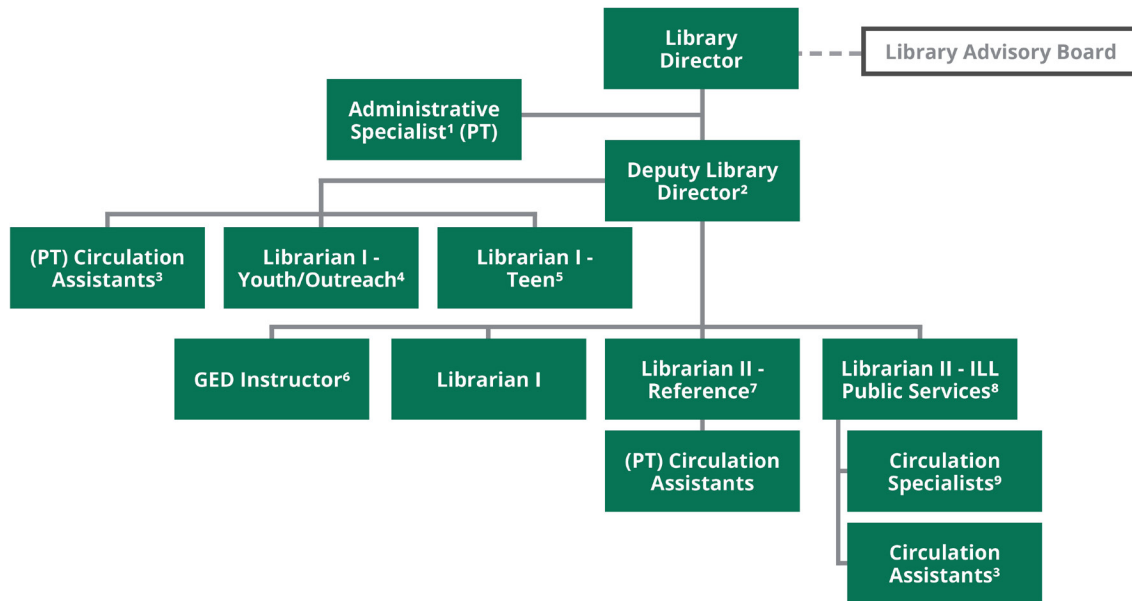 Library
Director
Library Advisory Board
Administrative
Specialist¹ (PT)
Deputy Library
Director²
(PT) Circulation
Assistants³
Librarian I -
Youth/Outreach⁴
Librarian I -
Teen⁵
GED Instructor⁶
Librarian I
Librarian II -
Reference⁷
Librarian II - ILL
Public Services⁸
(PT) Circulation
Assistants
Circulation
Specialists⁹
Circulation
Assistants³